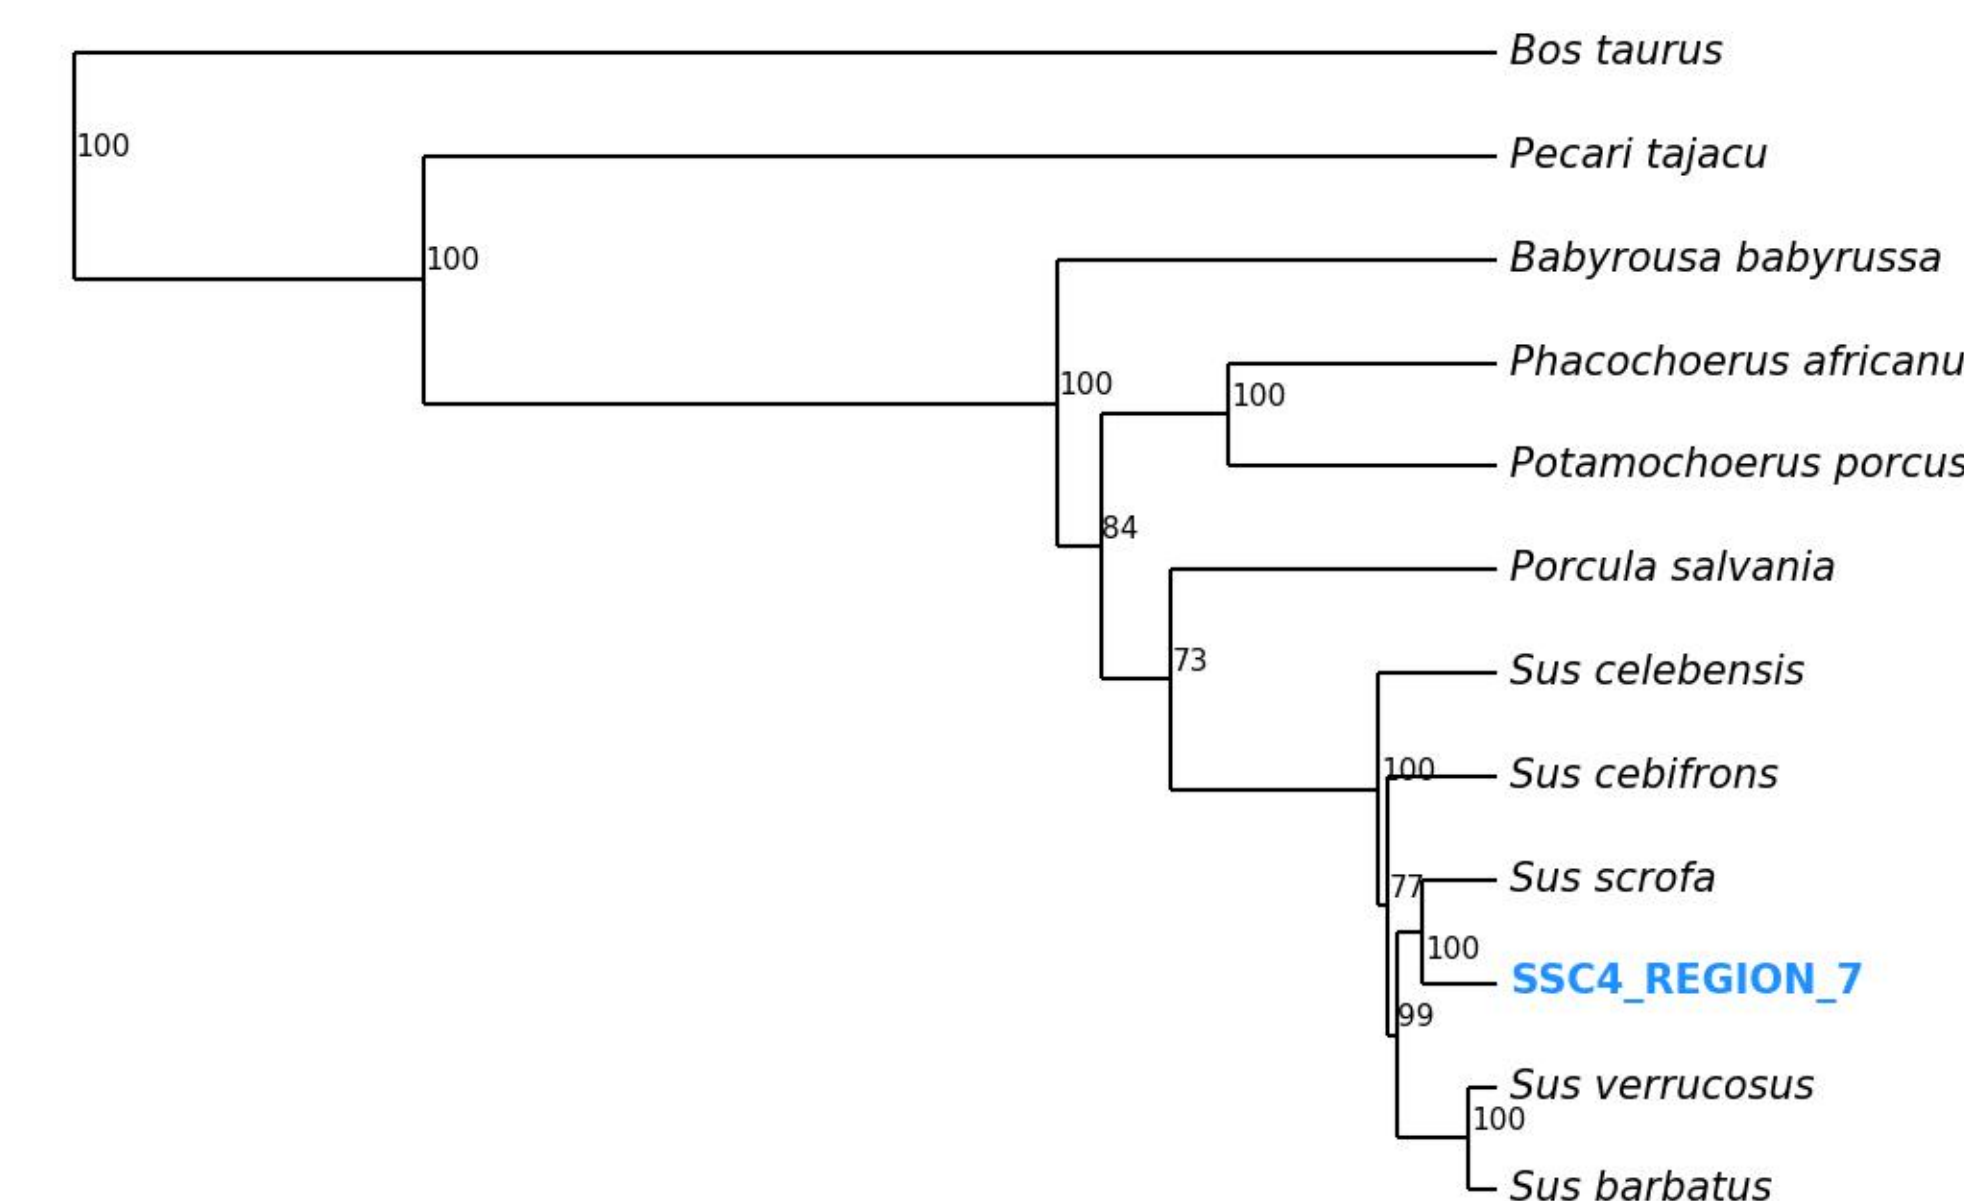 Bos taurus
100
Pecari tajacu
100
Babyrousa babyrussa
Phacochoerus africanu
100
100
Potamochoerus porcus
84
Porcula salvania
73
Sus celebensis
100
Sus cebifrons
77
Sus scrofa
100
SSC4_REGION_7
99
Sus verrucosus
100
Sus barbatus